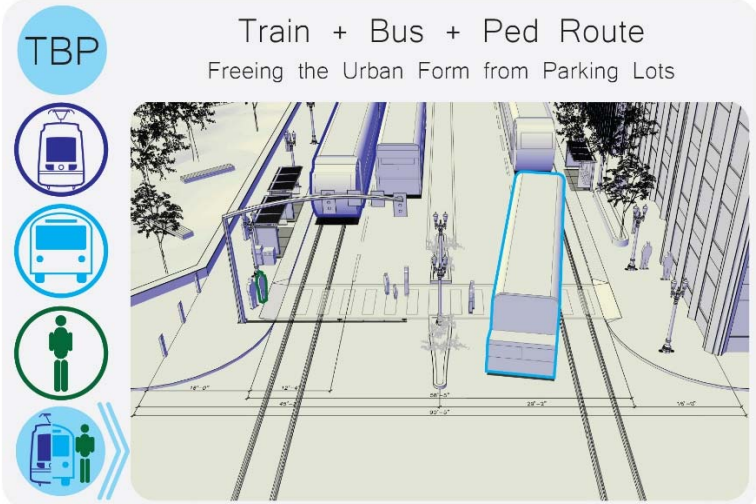 TBP
Train + Bus + Ped Route
Freeing the Urban Form from Parking Lots